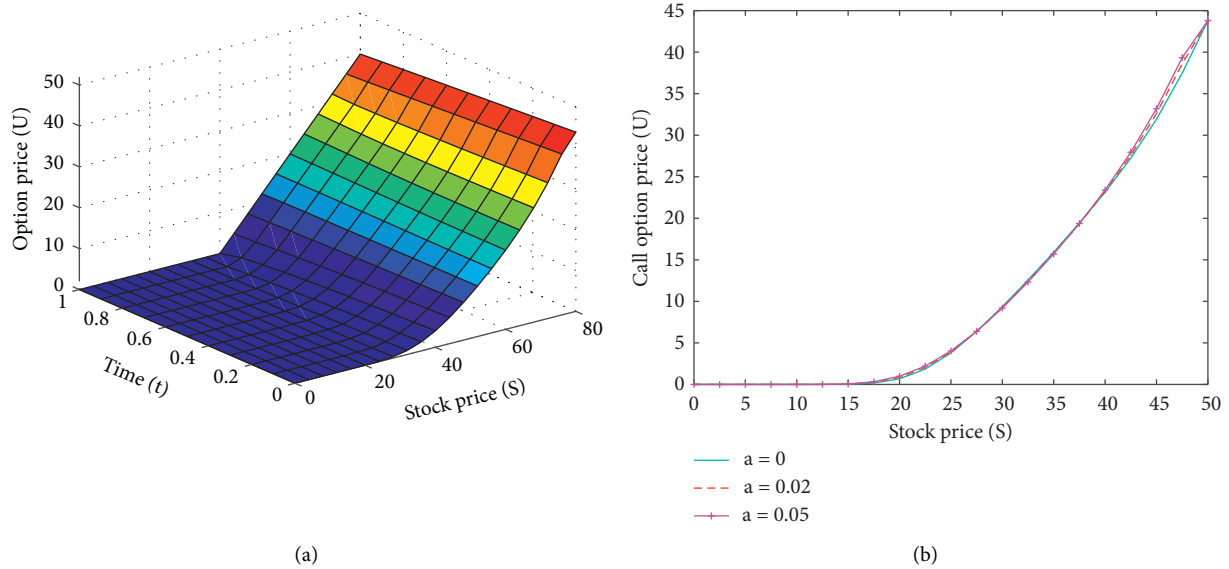 50
40
30
20
10
0
Option price (U)
1
0.8
0.6
0.4
0.2
0
Time (t)
0
20
40
60
80
Stock price (S)
(a)
45
40
35
30
25
20
15
10
5
0
Call option price (U)
0 5 10 15 20 25 30 35 40 45 50
Stock price (S)
a = 0
a = 0.02
a = 0.05
(b)